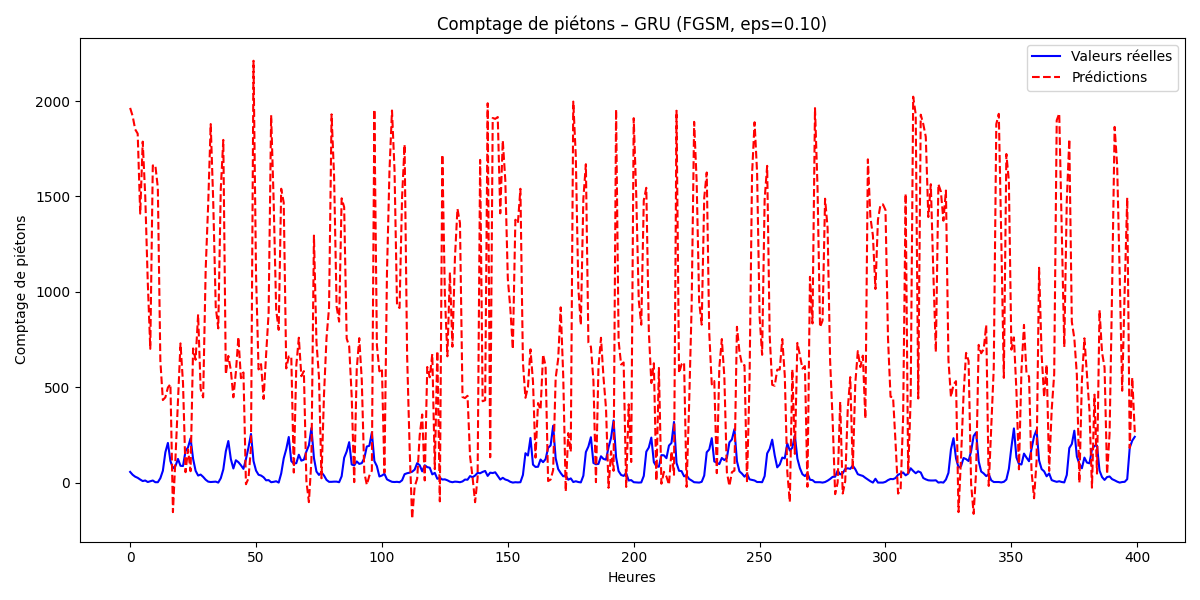 Comptage de piétons – GRU (FGSM, eps=0.10)
Valeurs réelles
Prédictions
Comptage de piétons
2000
1500
1000
500
0
0 50 100 150 200 250 300 350 400
Heures